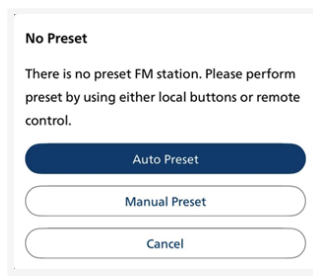 No Preset
There is no preset FM station. Please perform
preset by using either local buttons or remote
control.
Auto Preset
Manual Preset
Cancel